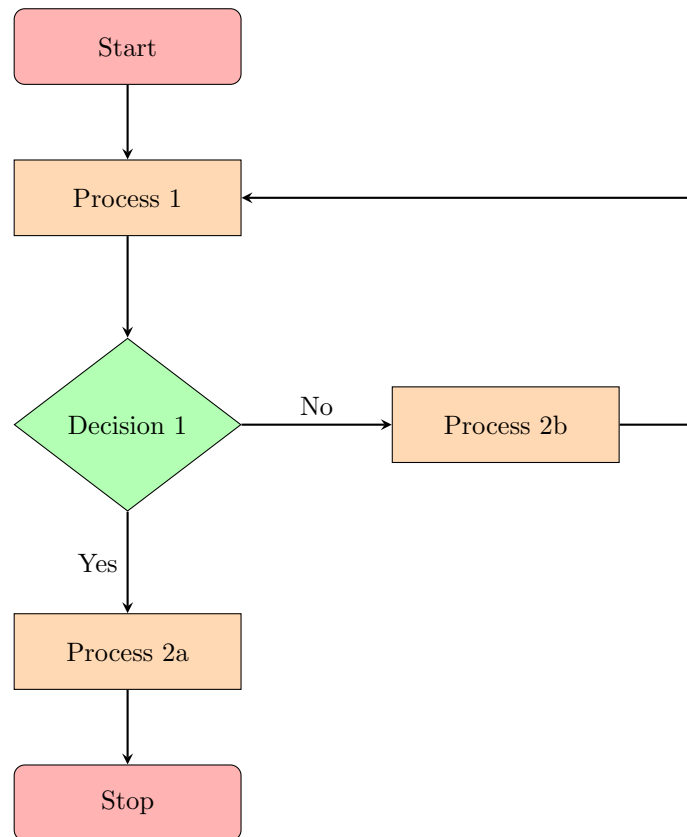 Start
Process 1
Decision 1
No
Process 2b
Yes
Process 2a
Stop